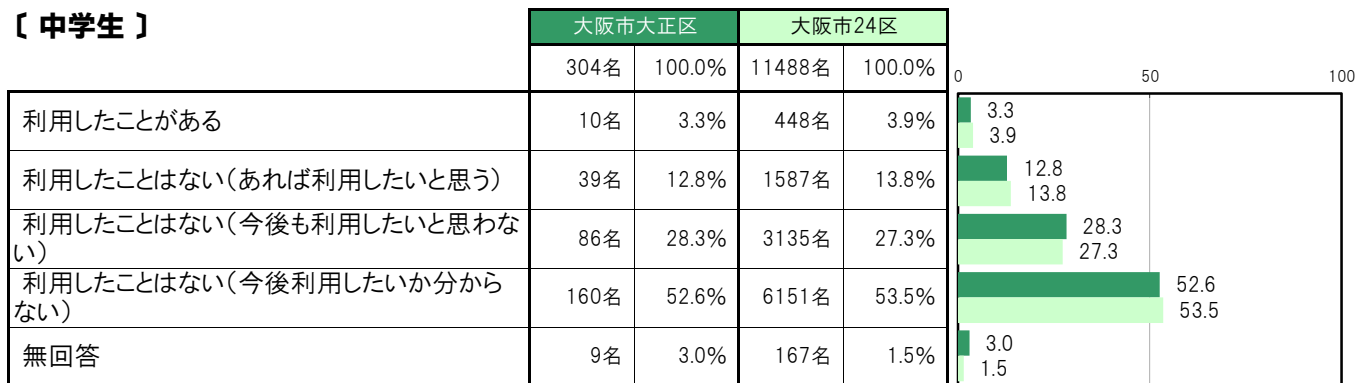 〔 中学生 〕
大阪市大正区 大阪市24区
304名 100.0% 11488名 100.0%
0 50 100
利用したことがある 10名 3.3% 448名 3.9%
3.3
3.9
利用したことはない(あれば利用したいと思う) 39名 12.8% 1587名 13.8%
12.8
13.8
利用したことはない(今後も利用したいと思わな
い) 86名 28.3% 3135名 27.3%
28.3
27.3
利用したことはない(今後利用したいか分から
ない) 160名 52.6% 6151名 53.5%
52.6
53.5
無回答 9名 3.0% 167名 1.5%
3.0
1.5